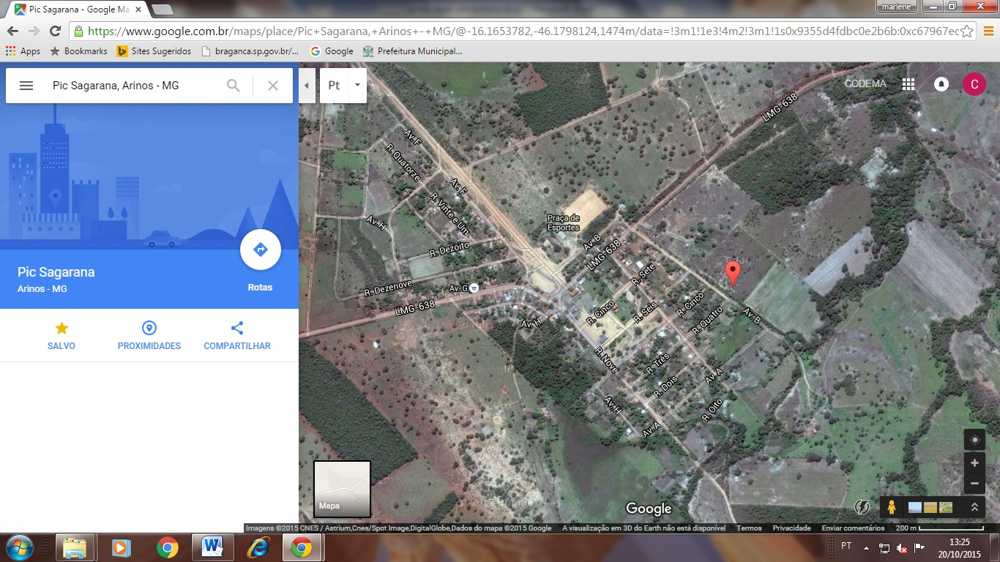 Pic Sagarana - Google Ma
marlene
https://www.google.com.br/maps/place/Pic+Sagarana,+Arinos+-+MG/@-16.1653782,-46.1798124,1474m/data=!3m1!1e3!4m2!3m1!1s0x9355d4fdbc0e2b6b:0xc67967ec
Apps
Bookmarks
Sites Sugeridos
braganca.sp.gov.br/...
Google
Prefeitura Municipal...
Pic Sagarana, Arinos - MG
Pt
CODEMA
C
Pic Sagarana
Arinos - MG
Rotas
SALVO
PROXIMIDADES
COMPARTILHAR
LMG-638
Av. F
R. Quatorze
Av. F
R. Vinte e Um
Av. H
Praça de
Esportes
Av. B
LMG-638
R. Dezoito
R. Sete
R. Dezenove
Av. G
LMG-638
Av. H
R. Cinco
R. Seis
R. Cinco
R. Quatro
Av. B
R. Nove
R. Três
R. Dois
Av. A
Av. H
Av. A
R. Oito
Mapa
Google
Imagens ©2015 CNES / Astrium,Cnes/Spot Image,DigitalGlobe,Dados do mapa ©2015 Google
A visualização em 3D do Earth não está disponível
Termos
Privacidade
Enviar comentários
200 m
PT
13:25
20/10/2015